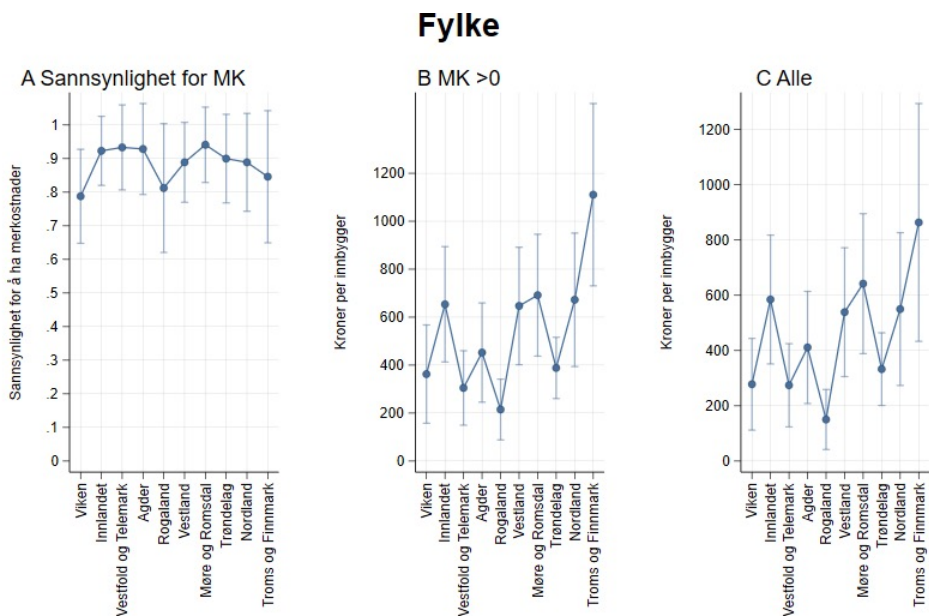 Fylke
A Sannsynlighet for MK
Sannsynlighet for å ha merkostnader
1
.9
.8
.7
.6
.5
.4
.3
.2
.1
0
Viken
Innlandet
Vestfold og Telemark
Agder
Rogaland
Vestland
Møre og Romsdal
Trøndelag
Nordland
Troms og Finnmark
B MK >0
Kroner per innbygger
1200
1000
800
600
400
200
0
Viken
Innlandet
Vestfold og Telemark
Agder
Rogaland
Vestland
Møre og Romsdal
Trøndelag
Nordland
Troms og Finnmark
C Alle
Kroner per innbygger
1200
1000
800
600
400
200
0
Viken
Innlandet
Vestfold og Telemark
Agder
Rogaland
Vestland
Møre og Romsdal
Trøndelag
Nordland
Troms og Finnmark